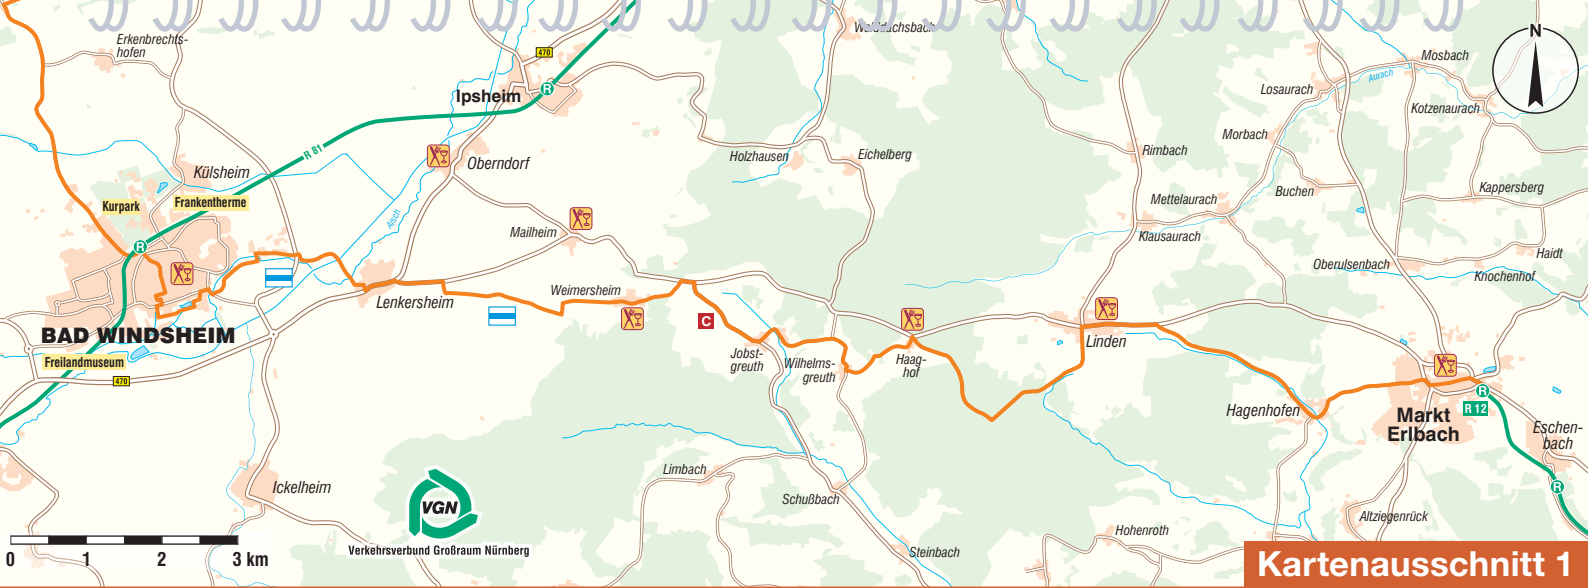 Walddachsbach
N
Erkenbrechts-
hofen
470
Mosbach
Aurach
Losaurach
Ipsheim
R
Kotzenaurach
Morbach
R 81
Rimbach
Holzhausen
Eichelberg
Oberndorf
Külsheim
Kappersberg
Buchen
Kurpark
Frankentherme
Mettelaurach
Aisch
Mailheim
Klausaurach
R
Haidt
Oberulsenbach
Knochenhof
Weimersheim
Lenkersheim
C
BAD WINDSHEIM
Linden
Jobst-
greuth
Wilhelms-
greuth
Haag-
hof
Freilandmuseum
470
R
R 12
Hagenhofen
Markt
Erlbach
Eschen-
bach
Limbach
Ickelheim
R
Schußbach
VGN
Altziegenrück
Hohenroth
Verkehrsverbund Großraum Nürnberg
Steinbach
0 1 2 3 km
Kartenausschnitt 1